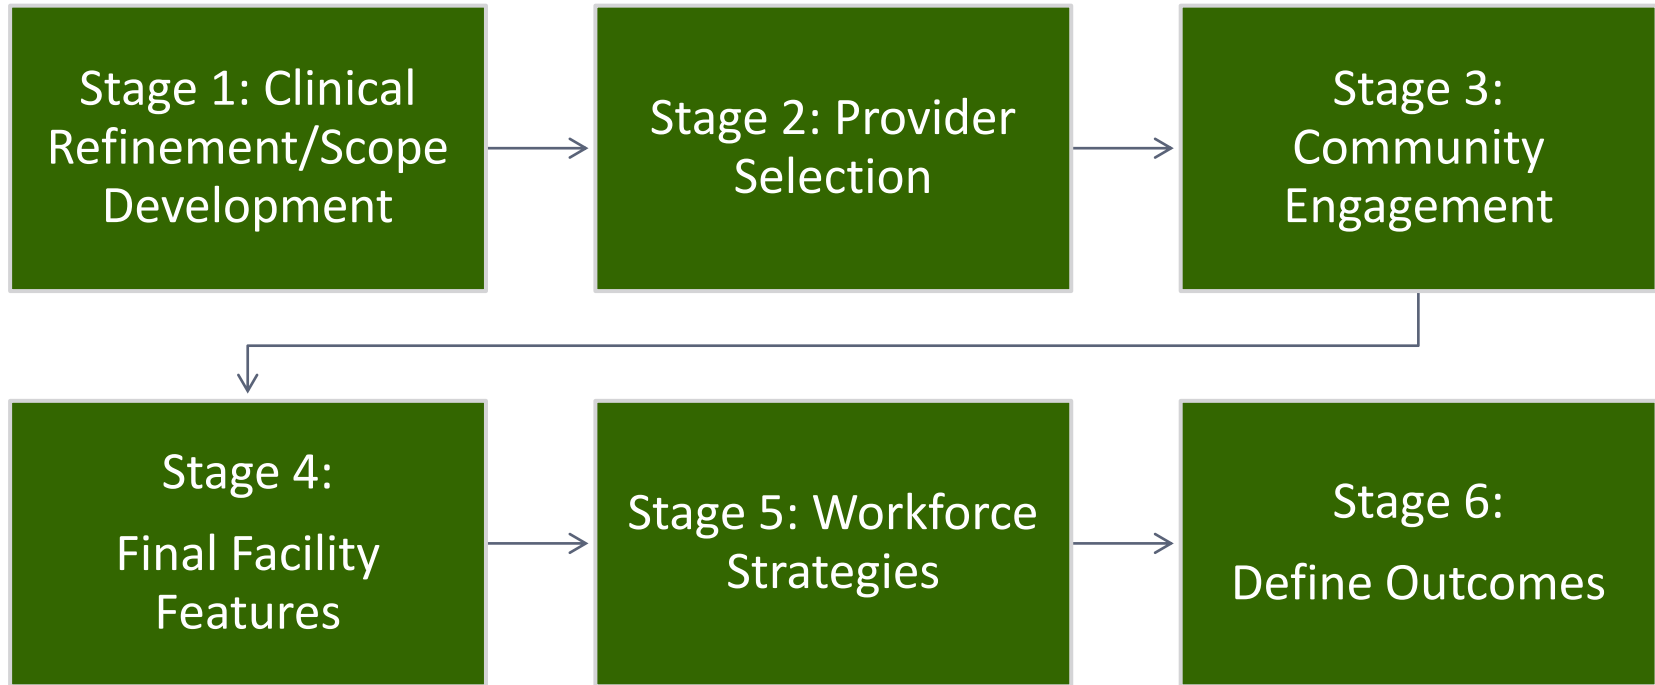 Stage 1: Clinical
Refinement/Scope
Development
Stage 2: Provider
Selection
Stage 3:
Community
Engagement
Stage 4:
Final Facility
Features
Stage 5: Workforce
Strategies
Stage 6:
Define Outcomes